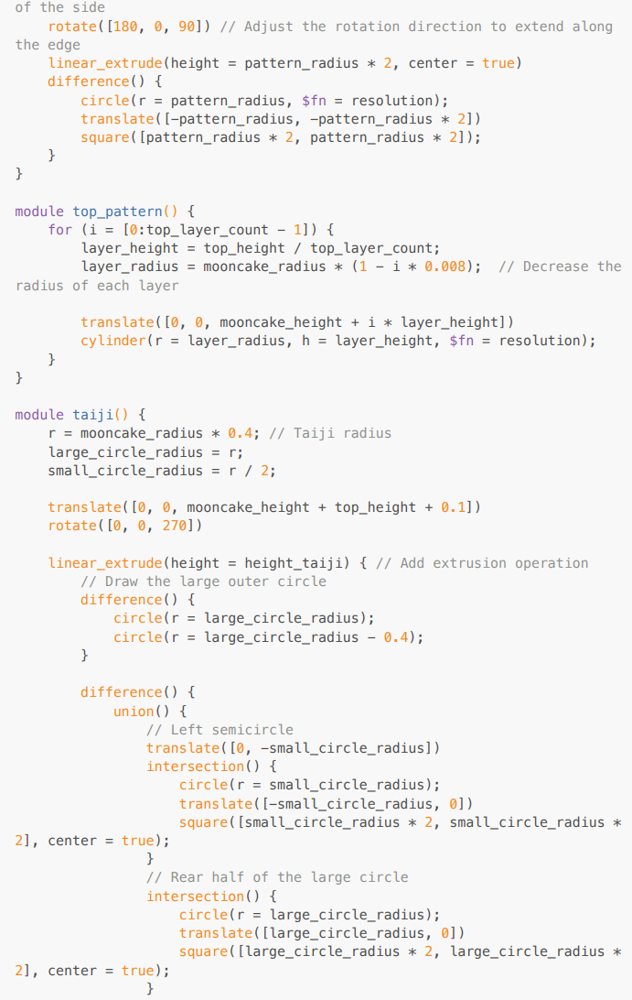 of the side
    rotate([180, 0, 90]) // Adjust the rotation direction to extend along
the edge
    linear_extrude(height = pattern_radius * 2, center = true)
    difference() {
        circle(r = pattern_radius, $fn = resolution);
        translate([-pattern_radius, -pattern_radius * 2])
        square([pattern_radius * 2, pattern_radius * 2]);
    }
}

module top_pattern() {
    for (i = [0:top_layer_count - 1]) {
        layer_height = top_height / top_layer_count;
        layer_radius = mooncake_radius * (1 - i * 0.008);  // Decrease the
radius of each layer

        translate([0, 0, mooncake_height + i * layer_height])
        cylinder(r = layer_radius, h = layer_height, $fn = resolution);
    }
}

module taiji() {
    r = mooncake_radius * 0.4; // Taiji radius
    large_circle_radius = r;
    small_circle_radius = r / 2;

    translate([0, 0, mooncake_height + top_height + 0.1])
    rotate([0, 0, 270])

    linear_extrude(height = height_taiji) { // Add extrusion operation
        // Draw the large outer circle
        difference() {
            circle(r = large_circle_radius);
            circle(r = large_circle_radius - 0.4);
        }

        difference() {
            union() {
                // Left semicircle
                translate([0, -small_circle_radius])
                intersection() {
                    circle(r = small_circle_radius);
                    translate([-small_circle_radius, 0])
                    square([small_circle_radius * 2, small_circle_radius *
2], center = true);
                }
                // Rear half of the large circle
                intersection() {
                    circle(r = large_circle_radius);
                    translate([large_circle_radius, 0])
                    square([large_circle_radius * 2, large_circle_radius *
2], center = true);
                }